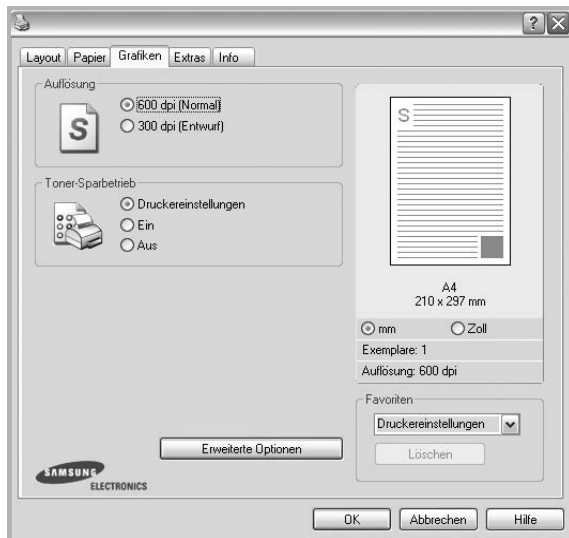 Layout Papier Grafiken Extras Info
Auflösung
600 dpi (Normal)
300 dpi (Entwurf)
S
Toner-Sparbetrieb
Druckereinstellungen
Ein
Aus
S
A4
210 x 297 mm
mm Zoll
Exemplare: 1
Auflösung: 600 dpi
Favoriten
Druckereinstellungen
Löschen
Erweiterte Optionen
SAMSUNG
ELECTRONICS
OK Abbrechen Hilfe